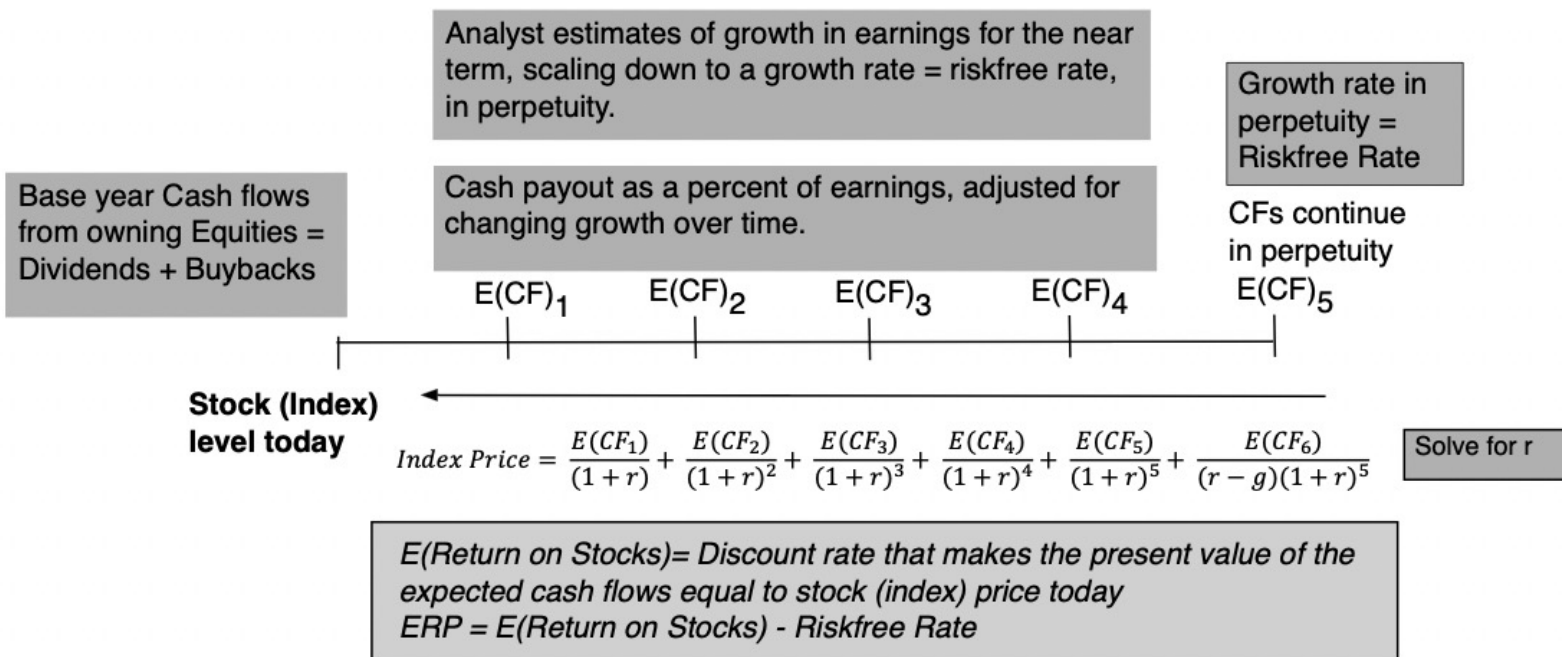 Analyst estimates of growth in earnings for the near
term, scaling down to a growth rate = riskfree rate,
in perpetuity.
Growth rate in
perpetuity =
Riskfree Rate
Base year Cash flows
from owning Equities =
Dividends + Buybacks
Cash payout as a percent of earnings, adjusted for
changing growth over time.
CFs continue
in perpetuity
E(CF)₁ E(CF)₂ E(CF)₃ E(CF)₄ E(CF)₅
Stock (Index)
level today
Index Price = E(CF₁)/(1 + r) + E(CF₂)/(1 + r)² + E(CF₃)/(1 + r)³ + E(CF₄)/(1 + r)⁴ + E(CF₅)/(1 + r)⁵ + E(CF₆)/(r − g)(1 + r)⁵
Solve for r
E(Return on Stocks)= Discount rate that makes the present value of the
expected cash flows equal to stock (index) price today
ERP = E(Return on Stocks) - Riskfree Rate